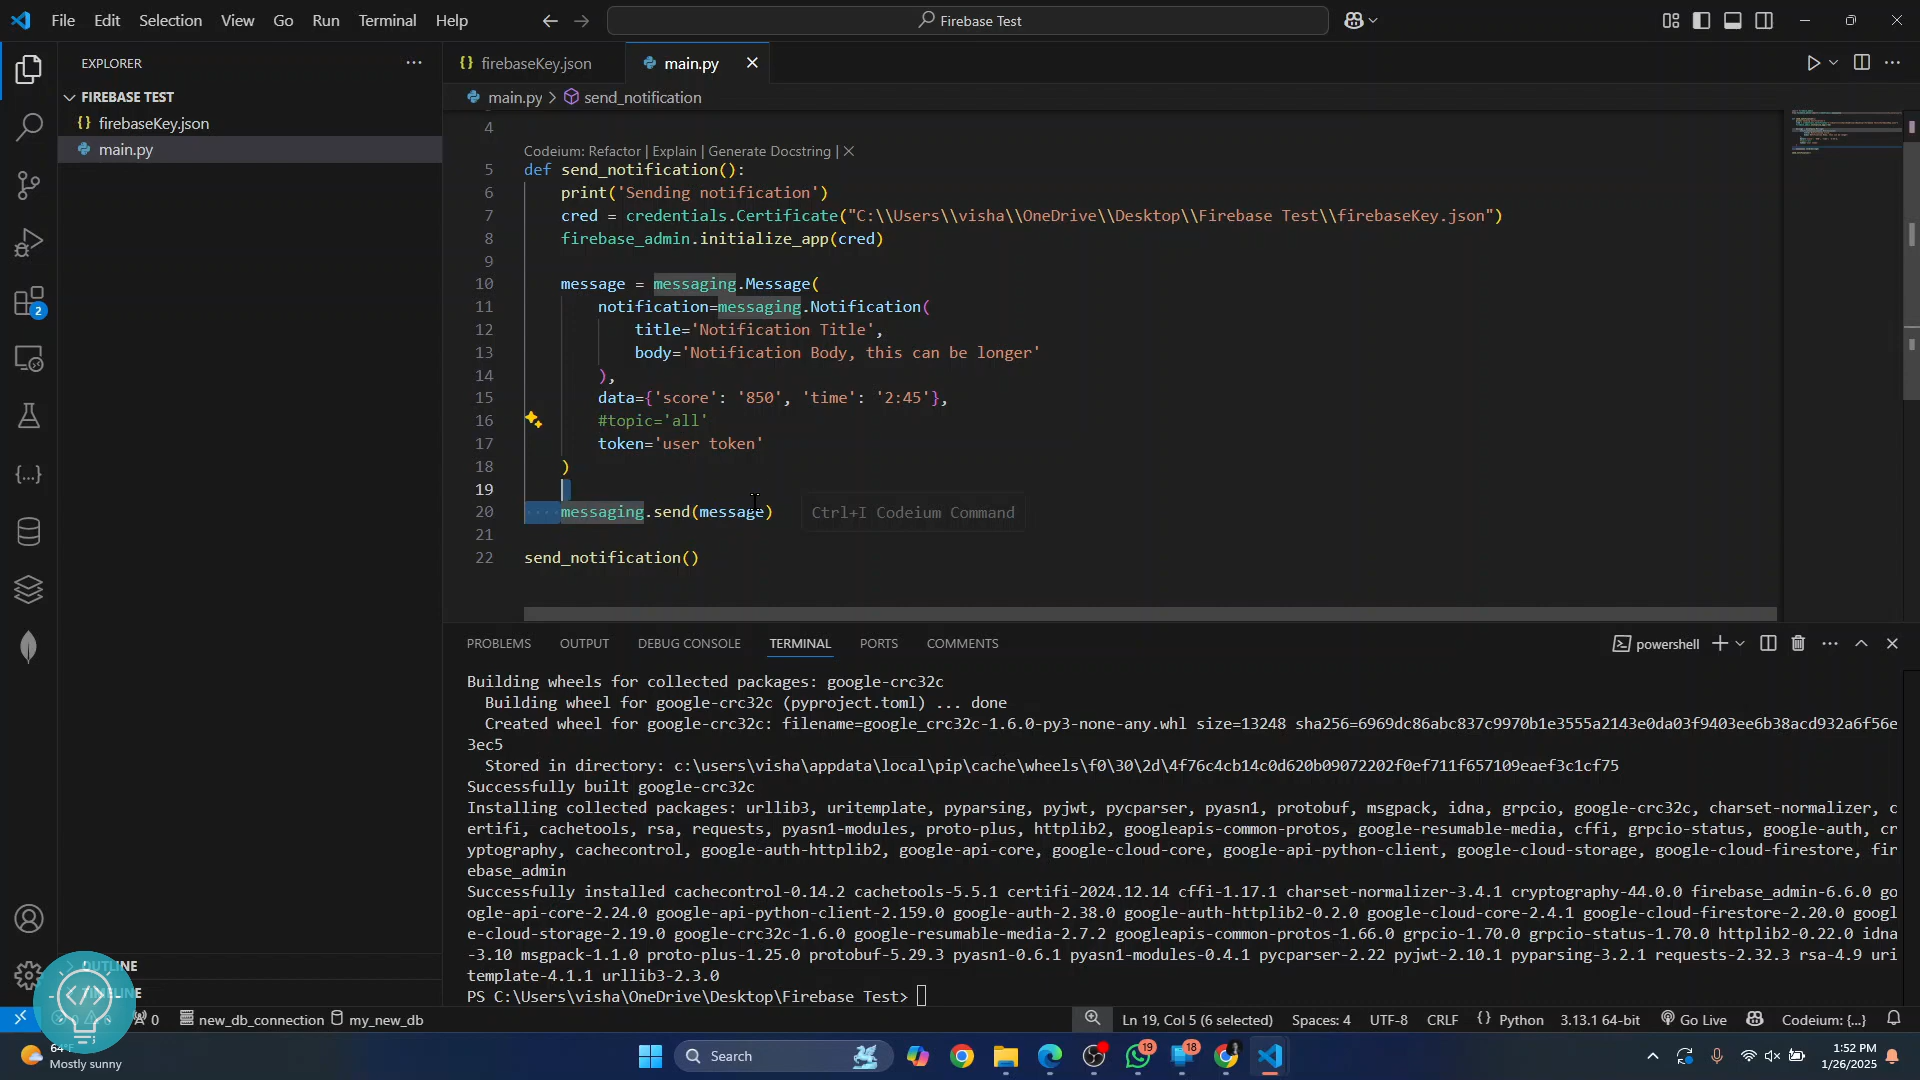 File Edit Selection View Go Run Terminal Help
Firebase Test
EXPLORER
FIREBASE TEST
{} firebaseKey.json
main.py
2
OUTLINE
TIMELINE
{} firebaseKey.json
main.py
main.py > send_notification
4
Codeium: Refactor | Explain | Generate Docstring | ×
5 def send_notification():
6 print('Sending notification')
7 cred = credentials.Certificate("C:\\Users\\visha\\OneDrive\\Desktop\\Firebase Test\\firebaseKey.json")
8 firebase_admin.initialize_app(cred)
9
10 message = messaging.Message(
11 notification=messaging.Notification(
12 title='Notification Title',
13 body='Notification Body, this can be longer'
14 ),
15 data={'score': '850', 'time': '2:45'},
16 #topic='all'
17 token='user token'
18 )
19
20 messaging.send(message) Ctrl+I Codeium Command
21
22 send_notification()
PROBLEMS OUTPUT DEBUG CONSOLE TERMINAL PORTS COMMENTS
powershell
Building wheels for collected packages: google-crc32c
Building wheel for google-crc32c (pyproject.toml) ... done
Created wheel for google-crc32c: filename=google_crc32c-1.6.0-py3-none-any.whl size=13248 sha256=6969dc86abc837c9970b1e3555a2143e0da03f9403ee6b38acd932a6f56e
3ec5
Stored in directory: c:\users\visha\appdata\local\pip\cache\wheels\f0\30\2d\4f76c4cb14c0d620b09072202f0ef711f657109eaef3c1cf75
Successfully built google-crc32c
Installing collected packages: urllib3, uritemplate, pyparsing, pyjwt, pycparser, pyasn1, protobuf, msgpack, idna, grpcio, google-crc32c, charset-normalizer, c
ertifi, cachetools, rsa, requests, pyasn1-modules, proto-plus, httplib2, googleapis-common-protos, google-resumable-media, cffi, grpcio-status, google-auth, cr
yptography, cachecontrol, google-auth-httplib2, google-api-core, google-cloud-core, google-api-python-client, google-cloud-storage, google-cloud-firestore, fir
ebase_admin
Successfully installed cachecontrol-0.14.2 cachetools-5.5.1 certifi-2024.12.14 cffi-1.17.1 charset-normalizer-3.4.1 cryptography-44.0.0 firebase_admin-6.6.0 go
ogle-api-core-2.24.0 google-api-python-client-2.159.0 google-auth-2.38.0 google-auth-httplib2-0.2.0 google-cloud-core-2.4.1 google-cloud-firestore-2.20.0 googl
e-cloud-storage-2.19.0 google-crc32c-1.6.0 google-resumable-media-2.7.2 googleapis-common-protos-1.66.0 grpcio-1.70.0 grpcio-status-1.70.0 httplib2-0.22.0 idna
-3.10 msgpack-1.1.0 proto-plus-1.25.0 protobuf-5.29.3 pyasn1-0.6.1 pyasn1-modules-0.4.1 pycparser-2.22 pyjwt-2.10.1 pyparsing-3.2.1 requests-2.32.3 rsa-4.9 uri
template-4.1.1 urllib3-2.3.0
PS C:\Users\visha\OneDrive\Desktop\Firebase Test>
0 new_db_connection my_new_db
Ln 19, Col 5 (6 selected) Spaces: 4 UTF-8 CRLF {} Python 3.13.1 64-bit Go Live Codeium: {...}
64°F
Mostly sunny
Search
19
18
1:52 PM
1/26/2025